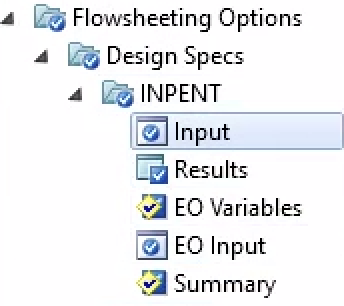 Flowsheeting Options
Design Specs
INPENT
Input
Results
EO Variables
EO Input
Summary